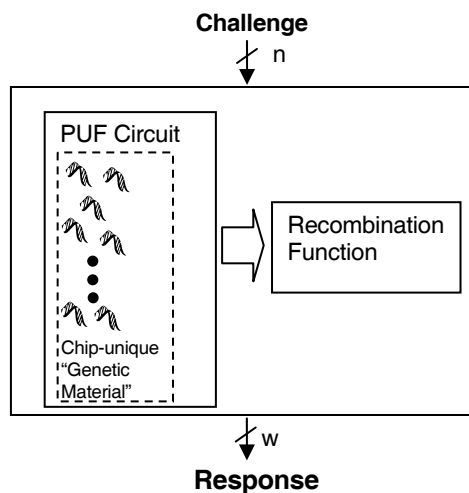 Challenge
n
PUF Circuit
Chip-unique
“Genetic
Material”
Recombination
Function
w
Response